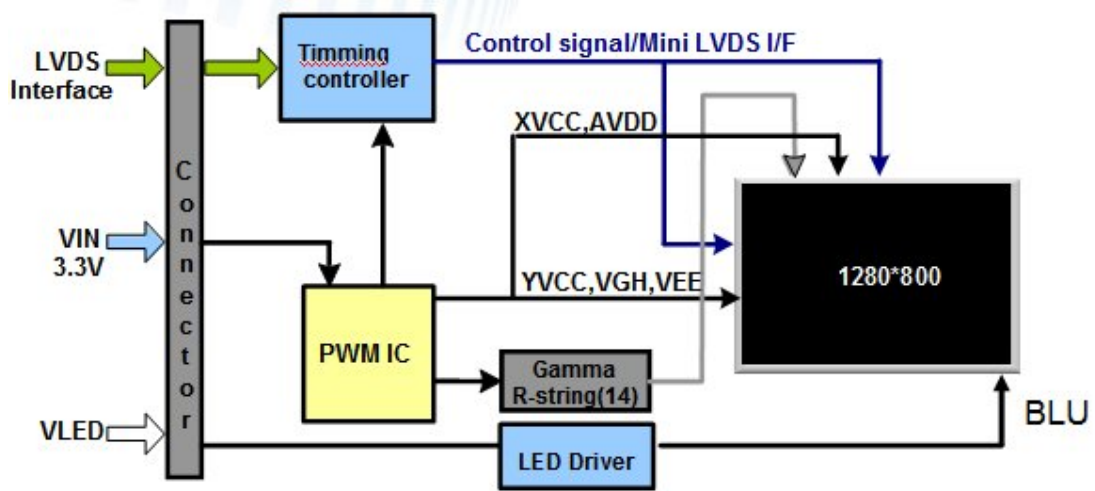 LVDS
Interface
Timming
controller
Control signal/Mini LVDS I/F
XVCC,AVDD
Connector
VIN
3.3V
1280*800
YVCC,VGH,VEE
PWM IC
Gamma
R-string(14)
VLED
LED Driver
BLU